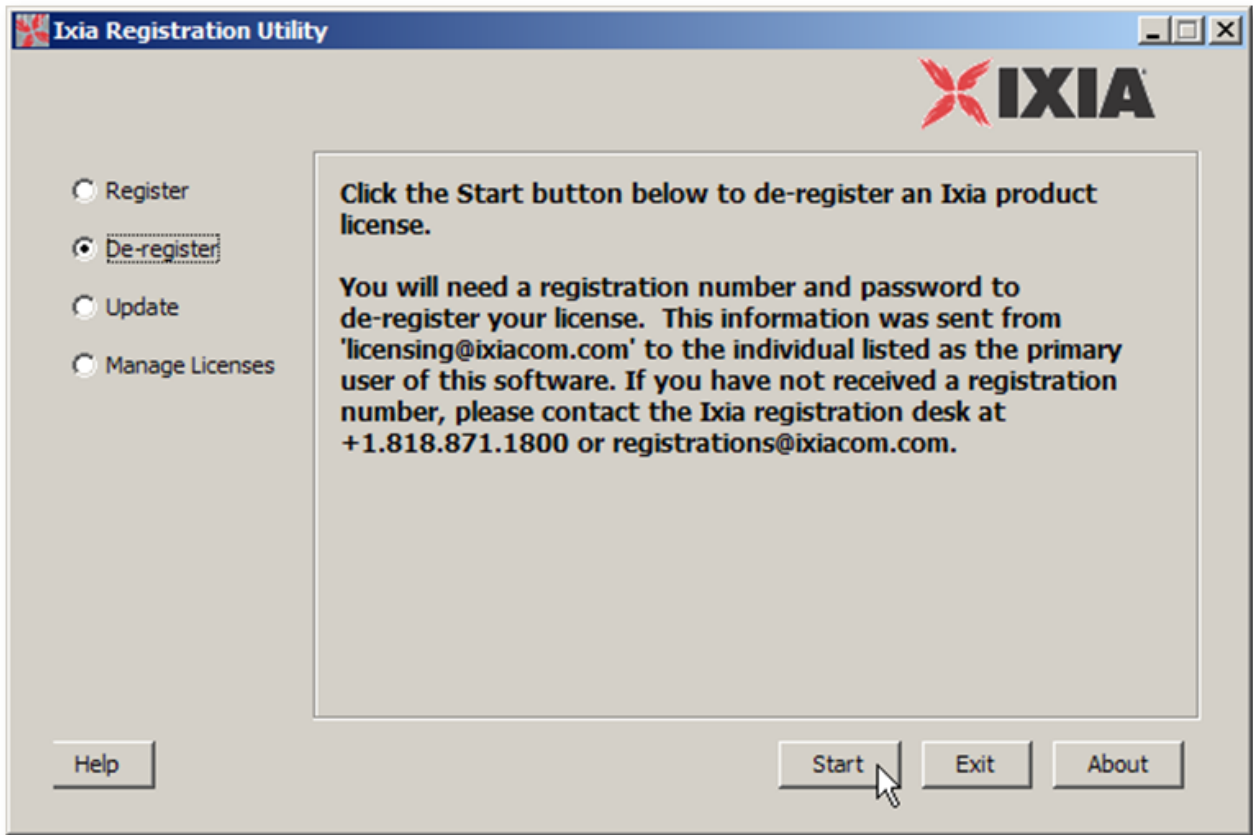 Ixia Registration Utility
IXIA
Register
De-register
Update
Manage Licenses
Click the Start button below to de-register an Ixia product
license.
You will need a registration number and password to
de-register your license.  This information was sent from
'licensing@ixiacom.com' to the individual listed as the primary
user of this software. If you have not received a registration
number, please contact the Ixia registration desk at
+1.818.871.1800 or registrations@ixiacom.com.
Help
Start
Exit
About